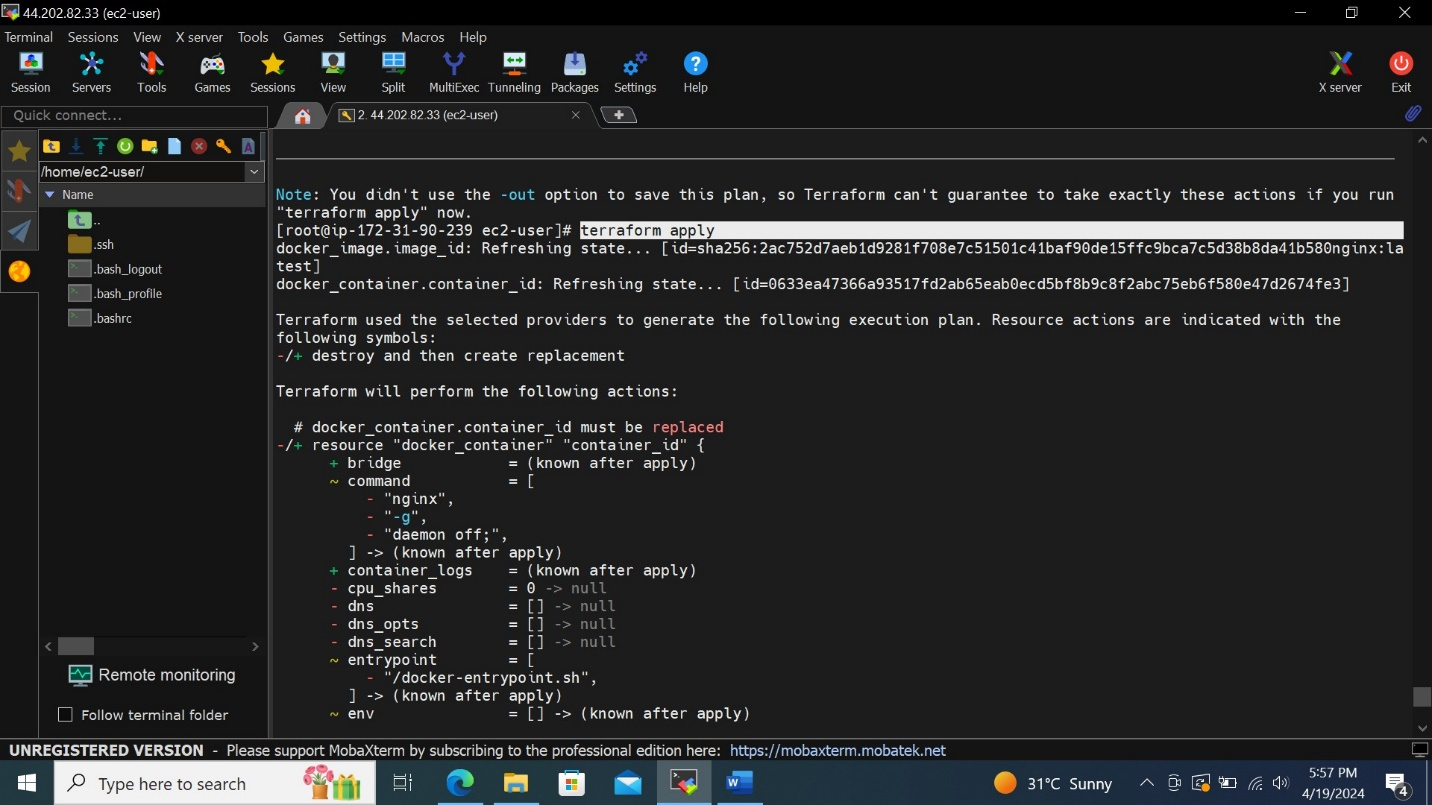 44.202.82.33 (ec2-user)
Terminal Sessions View X server Tools Games Settings Macros Help
Session Servers Tools Games Sessions View Split MultiExec Tunneling Packages Settings Help X server Exit
Quick connect...
2. 44.202.82.33 (ec2-user)
/home/ec2-user/
Name
..
.ssh
.bash_logout
.bash_profile
.bashrc
Remote monitoring
Follow terminal folder
Note: You didn't use the -out option to save this plan, so Terraform can't guarantee to take exactly these actions if you run
"terraform apply" now.
[root@ip-172-31-90-239 ec2-user]# terraform apply
docker_image.image_id: Refreshing state... [id=sha256:2ac752d7aeb1d9281f708e7c51501c41baf90de15ffc9bca7c5d38b8da41b580nginx:la
test]
docker_container.container_id: Refreshing state... [id=0633ea47366a93517fd2ab65eab0ecd5bf8b9c8f2abc75eb6f580e47d2674fe3]
Terraform used the selected providers to generate the following execution plan. Resource actions are indicated with the
following symbols:
-/+ destroy and then create replacement
Terraform will perform the following actions:
# docker_container.container_id must be replaced
-/+ resource "docker_container" "container_id" {
+ bridge = (known after apply)
~ command = [
- "nginx",
- "-g",
- "daemon off;",
] -> (known after apply)
+ container_logs = (known after apply)
- cpu_shares = 0 -> null
- dns = [] -> null
- dns_opts = [] -> null
- dns_search = [] -> null
~ entrypoint = [
- "/docker-entrypoint.sh",
] -> (known after apply)
~ env = [] -> (known after apply)
UNREGISTERED VERSION - Please support MobaXterm by subscribing to the professional edition here: https://mobaxterm.mobatek.net
Type here to search
31°C Sunny
5:57 PM
4/19/2024
4